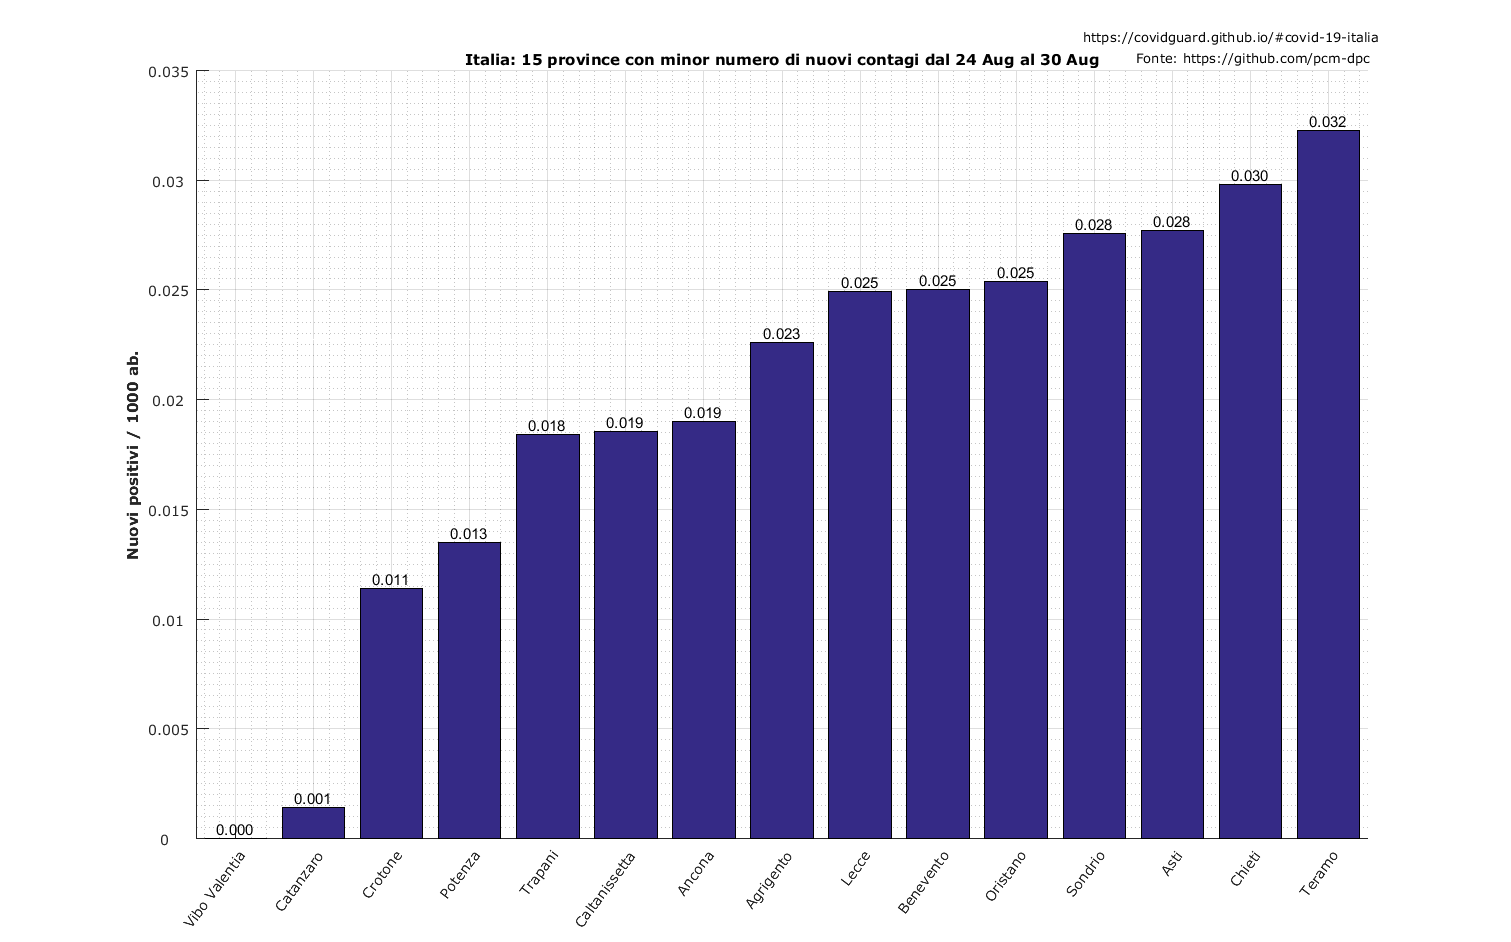 https://covidguard.github.io/#covid-19-italia
Italia: 15 province con minor numero di nuovi contagi dal 24 Aug al 30 Aug
Fonte: https://github.com/pcm-dpc
Nuovi positivi / 1000 ab.
0.035
0.03
0.025
0.02
0.015
0.01
0.005
0
0.000
0.001
0.011
0.013
0.018
0.019
0.019
0.023
0.025
0.025
0.025
0.028
0.028
0.030
0.032
Vibo Valentia
Catanzaro
Crotone
Potenza
Trapani
Caltanissetta
Ancona
Agrigento
Lecce
Benevento
Oristano
Sondrio
Asti
Chieti
Teramo